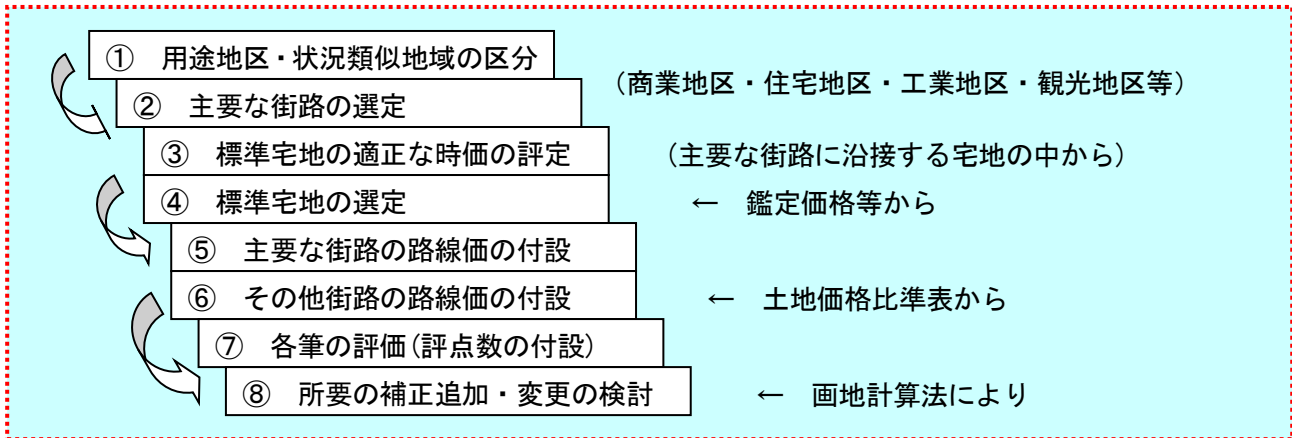 ① 用途地区・状況類似地域の区分
(商業地区・住宅地区・工業地区・観光地区等)
② 主要な街路の選定
③ 標準宅地の適正な時価の評定 (主要な街路に沿接する宅地の中から)
④ 標準宅地の選定 ← 鑑定価格等から
⑤ 主要な街路の路線価の付設
⑥ その他街路の路線価の付設 ← 土地価格比準表から
⑦ 各筆の評価(評点数の付設)
⑧ 所要の補正追加・変更の検討 ← 画地計算法により